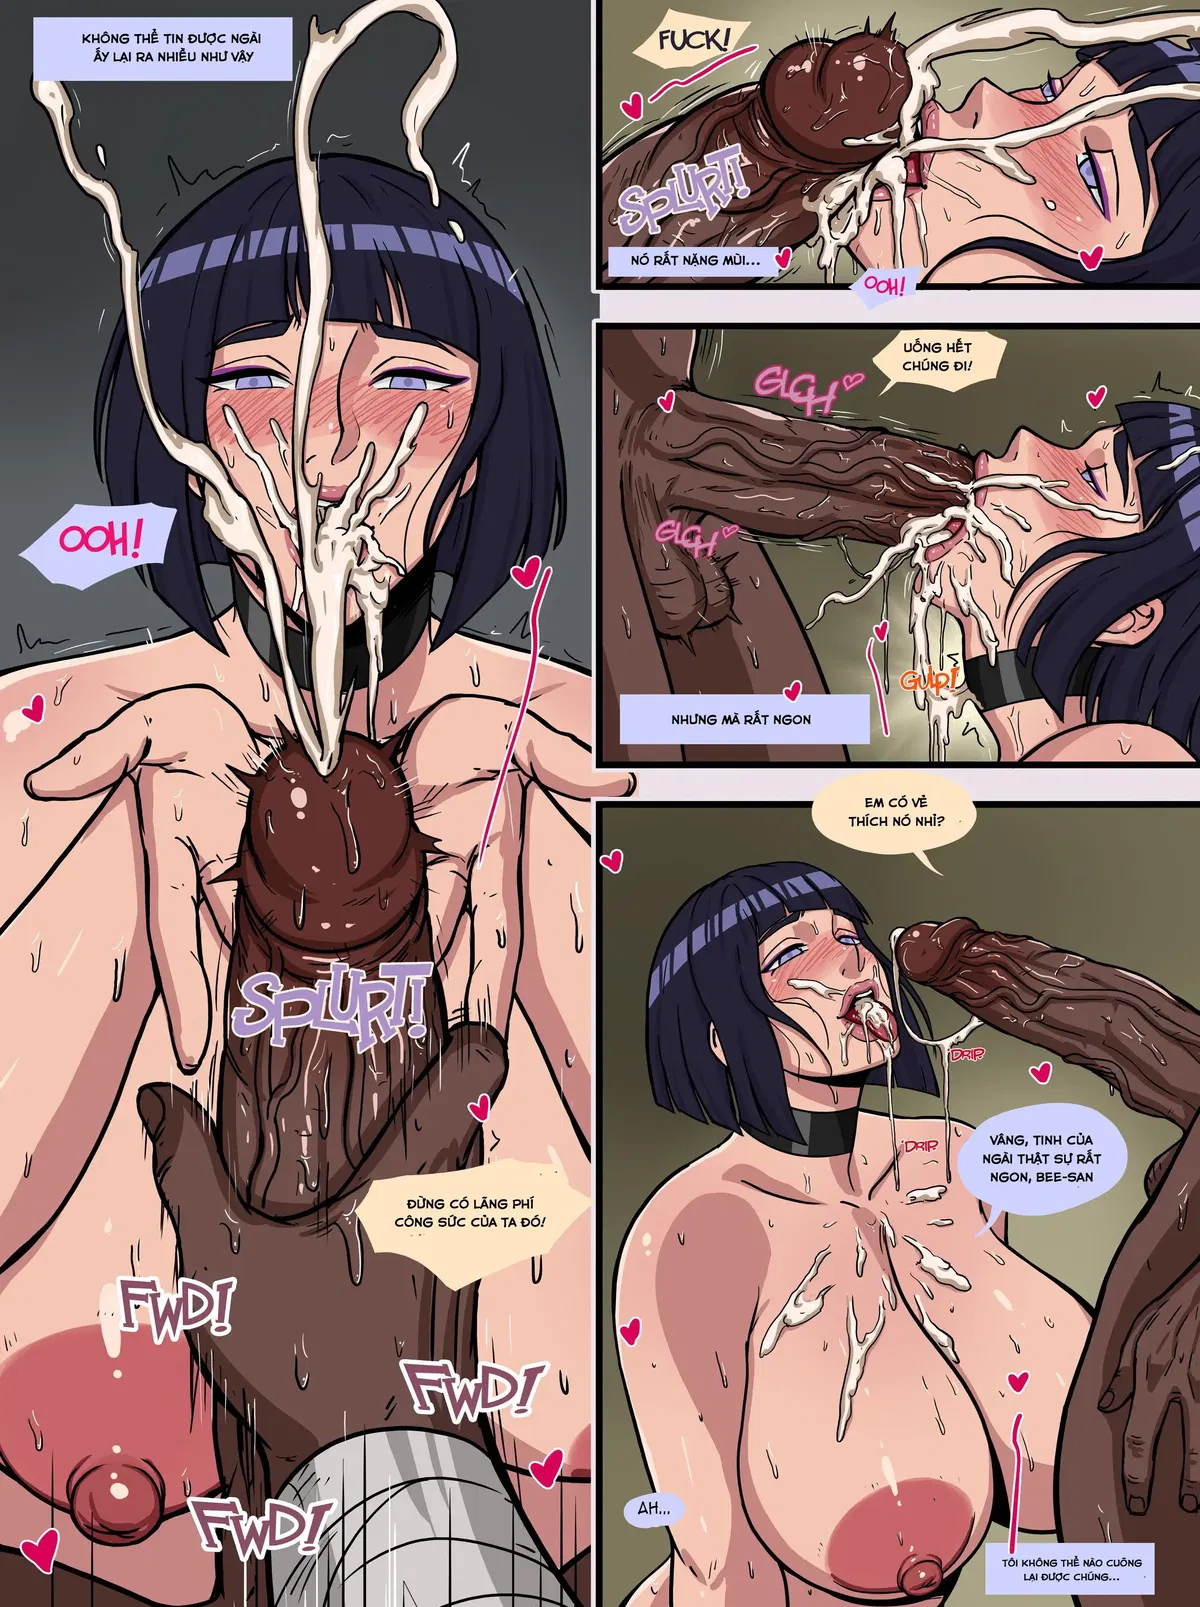 KHÔNG THỂ TIN ĐƯỢC NGÀI
ẤY LẠI RA NHIỀU NHƯ VẬY
OOH!
SPLURT!
ĐỪNG CÓ LÃNG PHÍ
CÔNG SỨC CỦA TA ĐÓ!
FWD!
FWD!
FWD!
FUCK!
SPLURT!
NÓ RẤT NẶNG MÙI...
OOH!
UỐNG HẾT
CHÚNG ĐI!
GLCH
GLCH
GULP!
NHƯNG MÀ RẤT NGON
EM CÓ VẺ
THÍCH NÓ NHỈ?
DRIP
DRIP
VÂNG, TINH CỦA
NGÀI THẬT SỰ RẤT
NGON, BEE-SAN
AH...
TÔI KHÔNG THỂ NÀO CƯỠNG
LẠI ĐƯỢC CHÚNG...